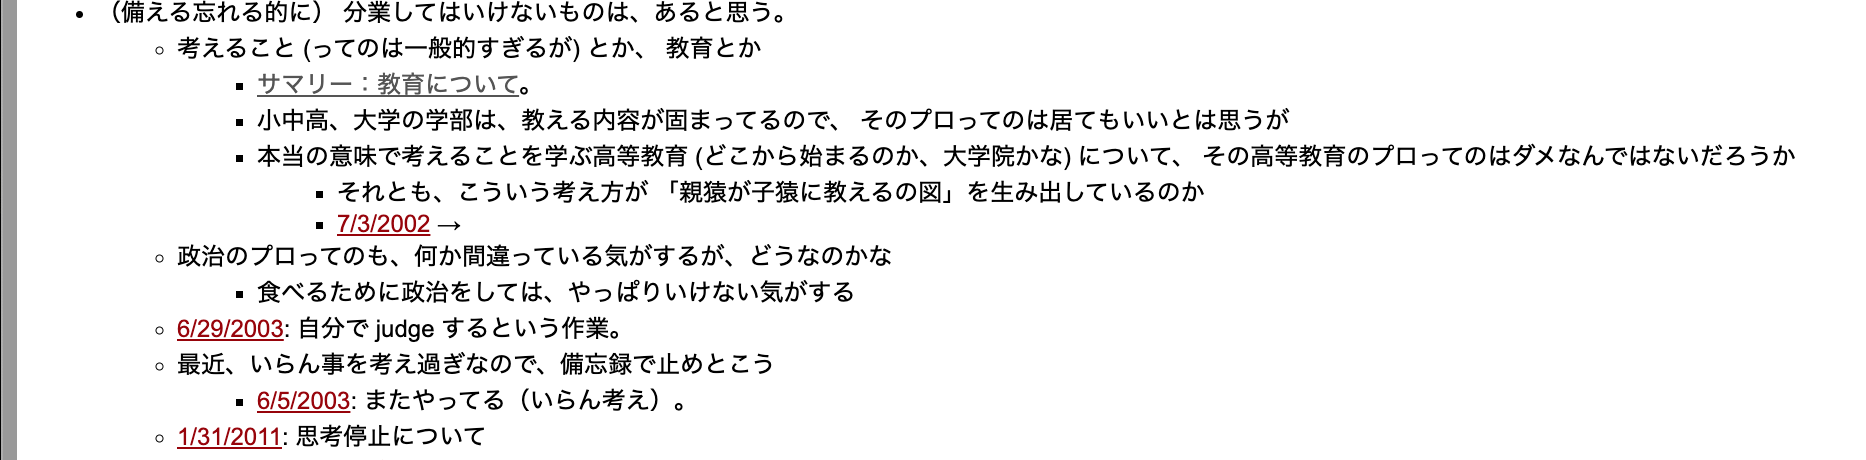 （備える忘れる的に） 分業してはいけないものは、あると思う。
考えること (ってのは一般的すぎるが) とか、 教育とか
サマリー：教育について。
小中高、大学の学部は、教える内容が固まってるので、 そのプロってのは居てもいいとは思うが
本当の意味で考えることを学ぶ高等教育 (どこから始まるのか、大学院かな) について、 その高等教育のプロってのはダメなんではないだろうか
それとも、こういう考え方が 「親猿が子猿に教えるの図」を生み出しているのか
7/3/2002 →
政治のプロってのも、何か間違っている気がするが、どうなのかな
食べるために政治をしては、やっぱりいけない気がする
6/29/2003: 自分で judge するという作業。
最近、いらん事を考え過ぎなので、備忘録で止めとこう
6/5/2003: またやってる（いらん考え）。
1/31/2011: 思考停止について